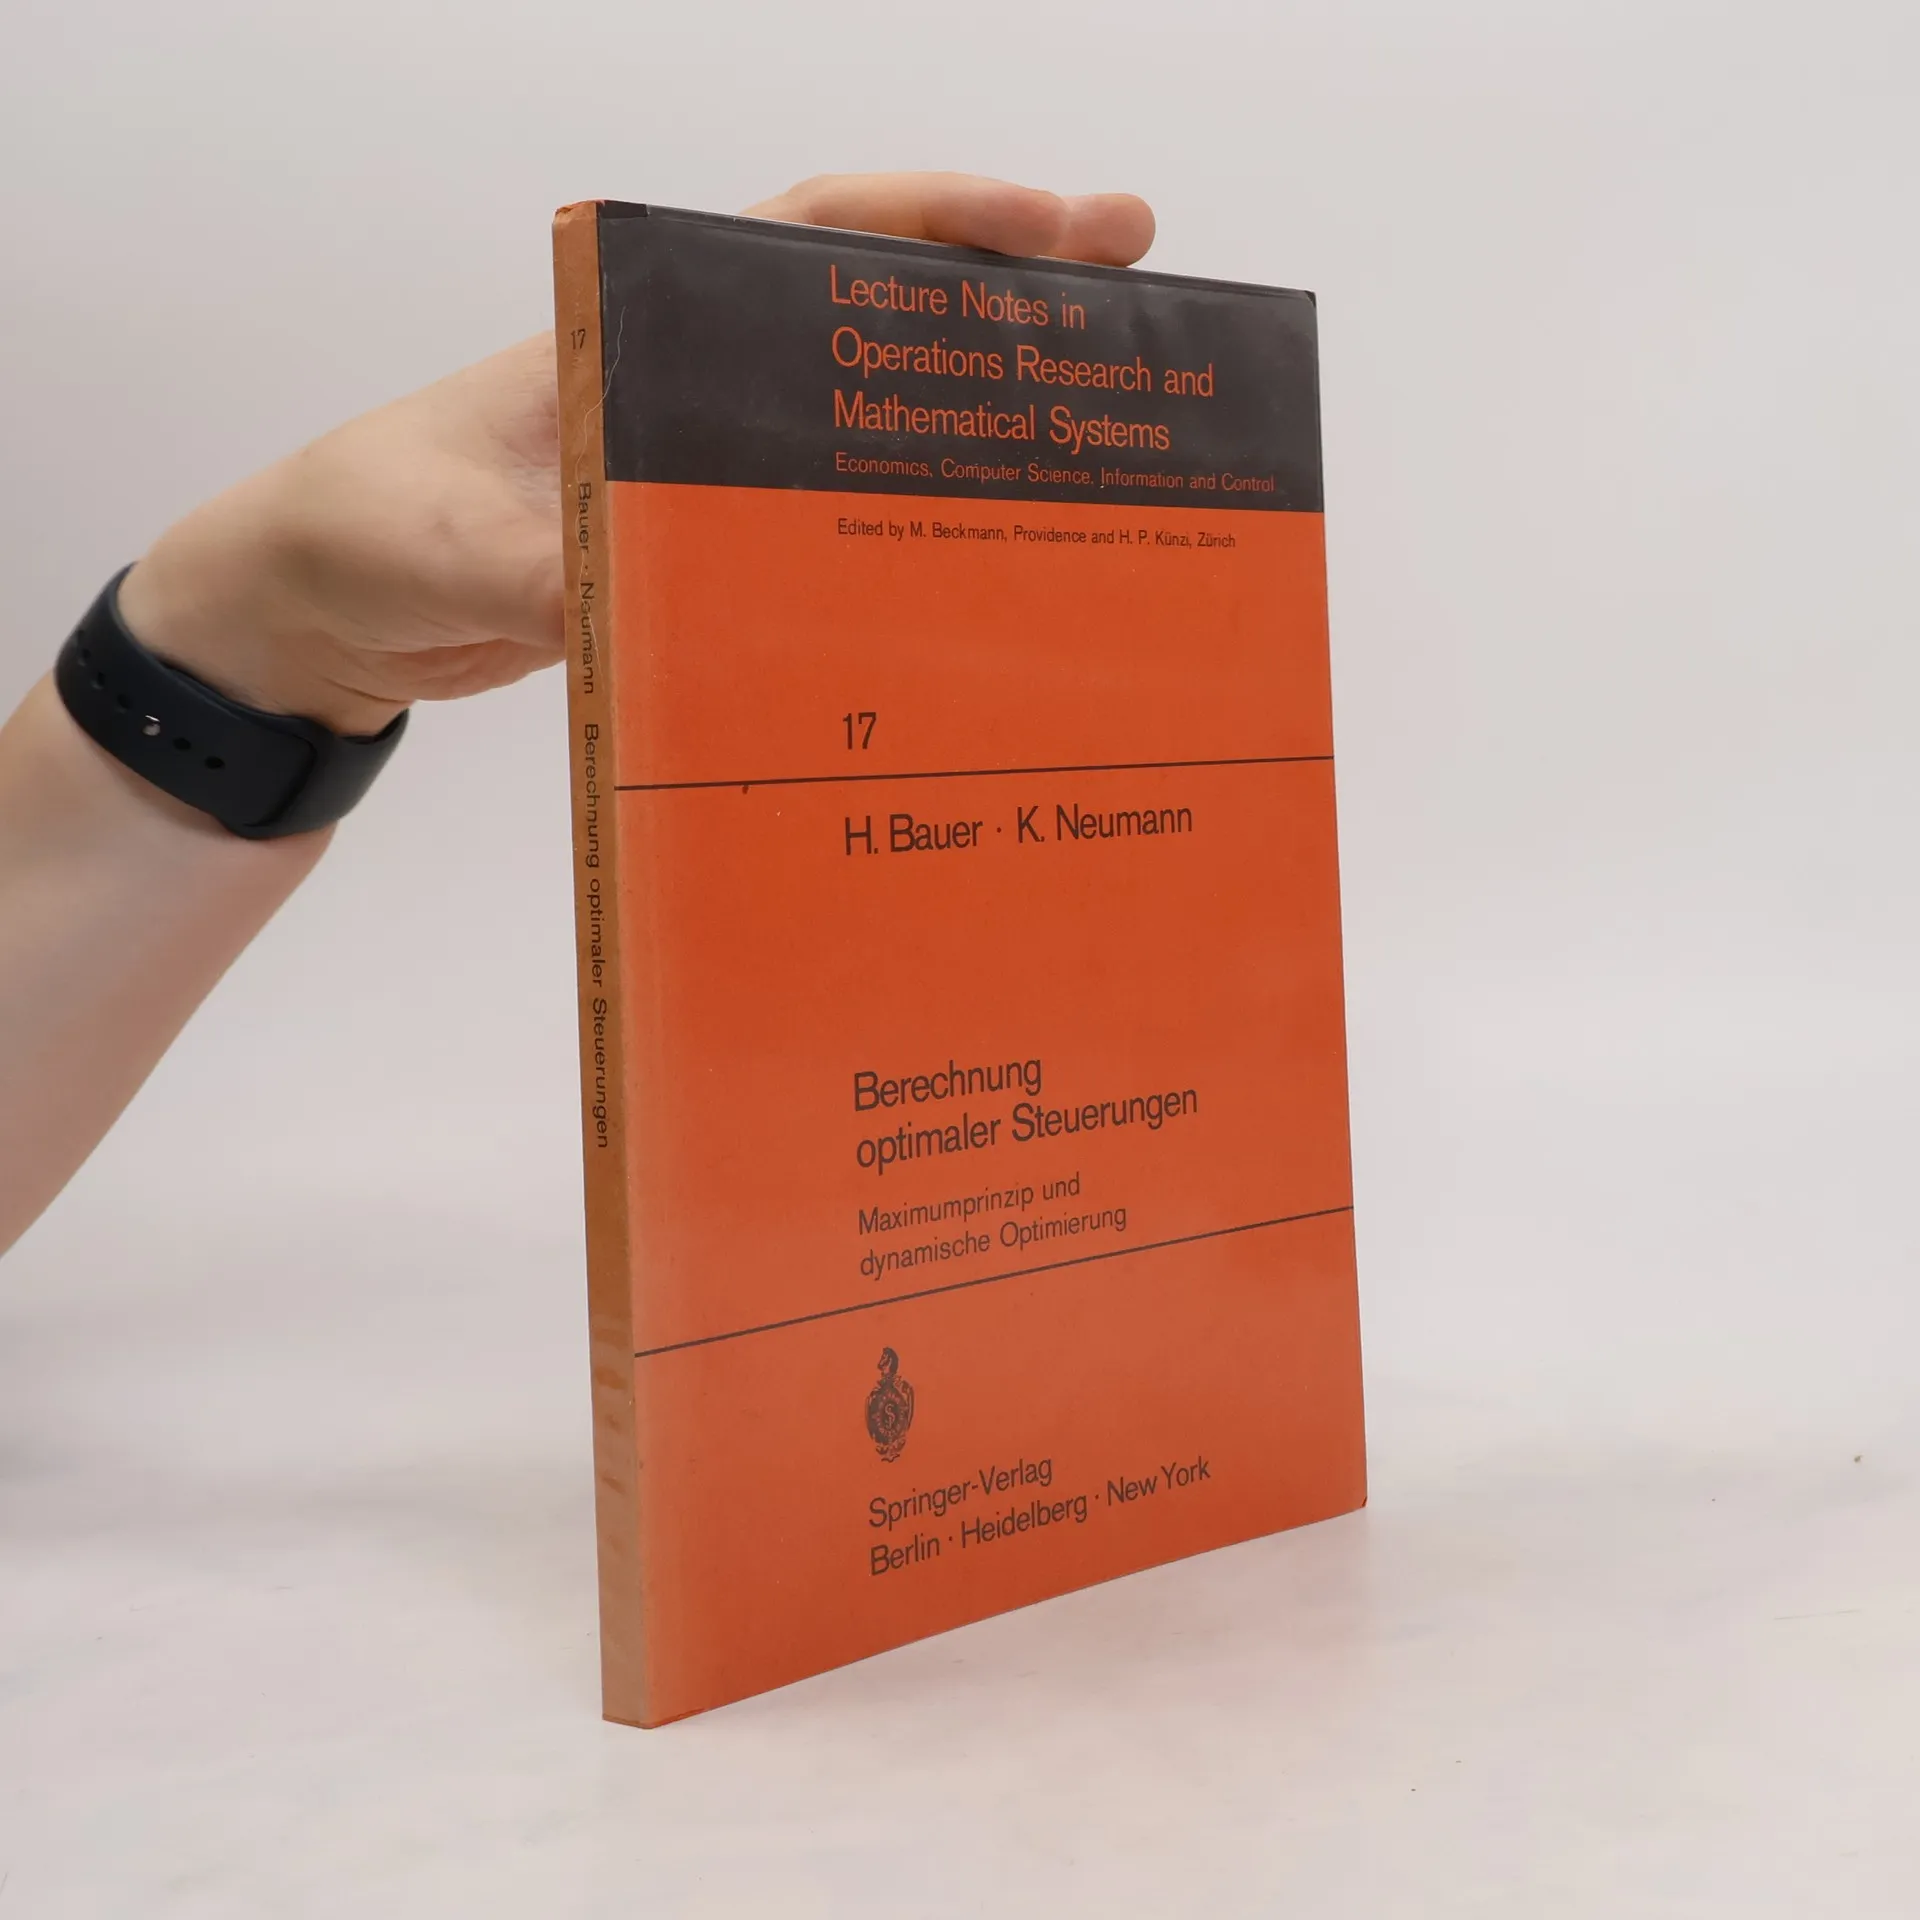 17
Bauer · Neumann Berechnung optimaler Steuerungen
Lecture Notes in
Operations Research and
Mathematical Systems
Economics, Computer Science, Information and Control
Edited by M. Beckmann, Providence and H. P. Künzi, Zürich
17
H. Bauer · K. Neumann
Berechnung
optimaler Steuerungen
Maximumprinzip und
dynamische Optimierung
Springer-Verlag
Berlin · Heidelberg · New York